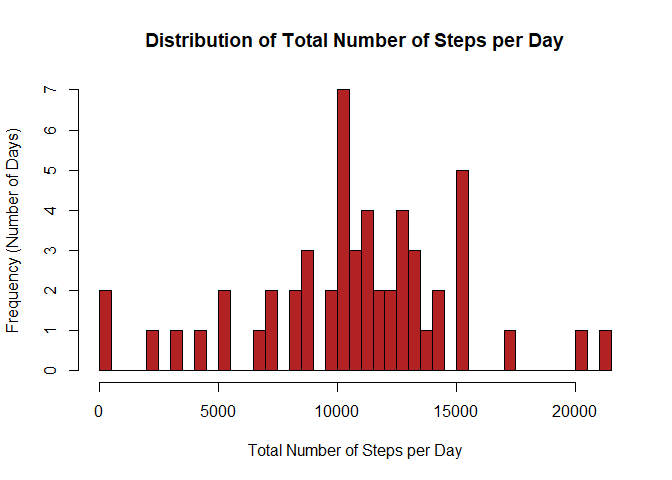 Distribution of Total Number of Steps per Day
Frequency (Number of Days)
7
6
5
4
3
2
1
0
0 5000 10000 15000 20000
Total Number of Steps per Day